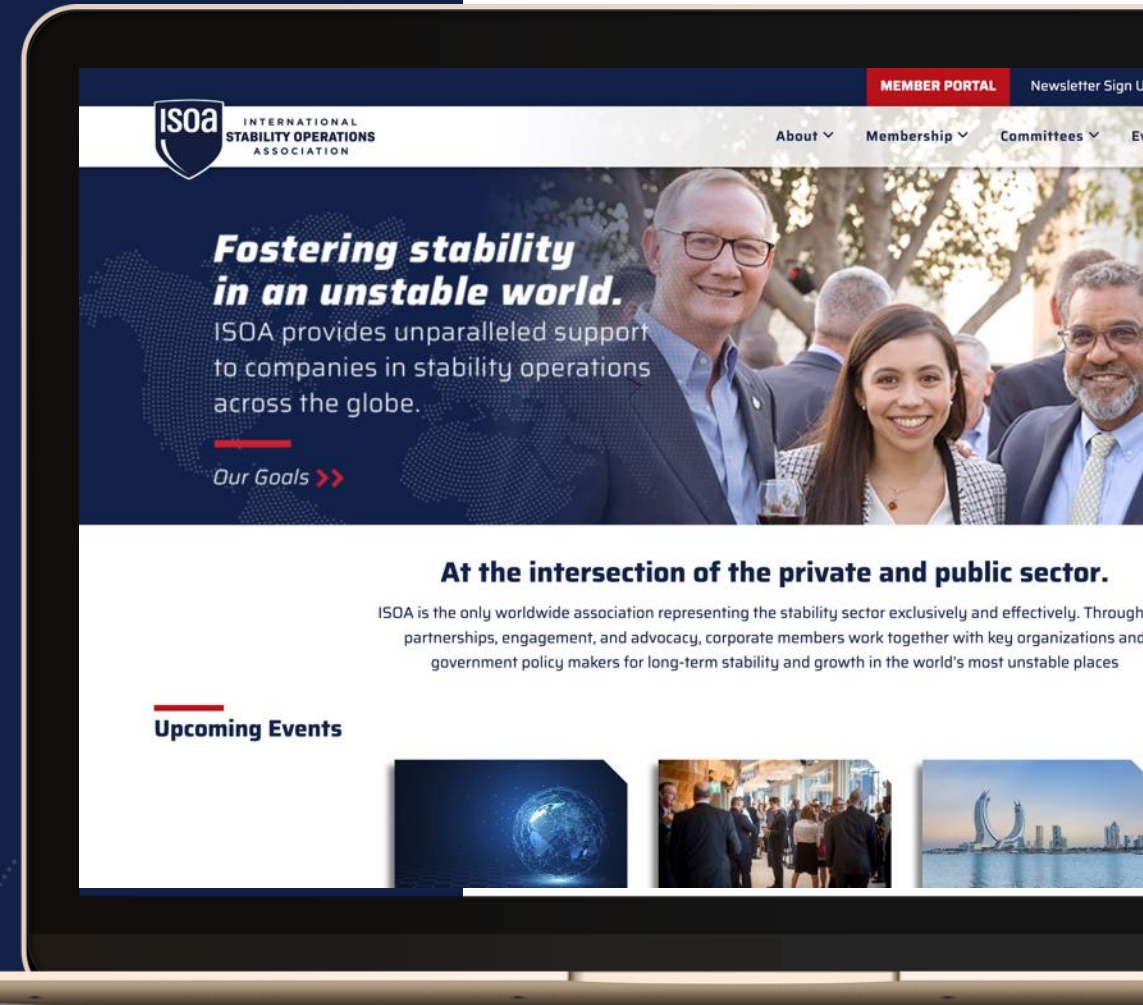 MEMBER PORTAL
Newsletter Sign U
ISOa
INTERNATIONAL
STABILITY OPERATIONS
ASSOCIATION
About
Membership
Committees
Ev
Fostering stability
in an unstable world.
ISOA provides unparalleled support
to companies in stability operations
across the globe.
Our Goals
At the intersection of the private and public sector.
ISOA is the only worldwide association representing the stability sector exclusively and effectively. Through
partnerships, engagement, and advocacy, corporate members work together with key organizations and
government policy makers for long-term stability and growth in the world's most unstable places
Upcoming Events